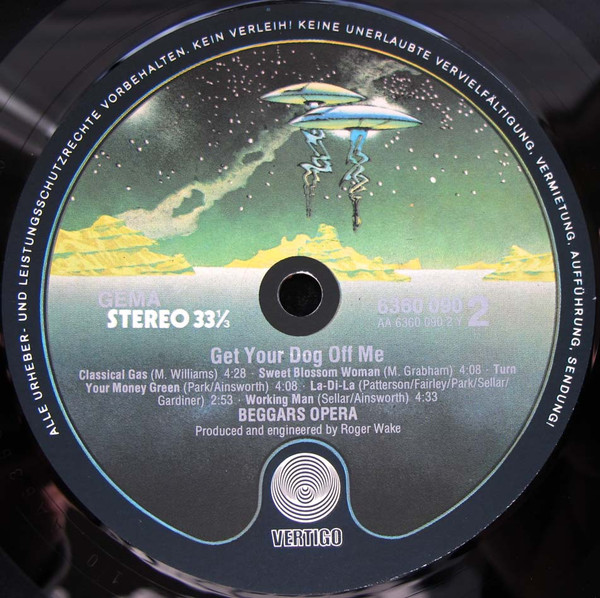 ALLE URHEBER- UND LEISTUNGSSCHUTZRECHTE VORBEHALTEN. KEIN VERLEIH! KEINE UNERLAUBTE VERVIELFÄLTIGUNG, VERMIETUNG, AUFFÜHRUNG, SENDUNG!
GEMA
STEREO 33⅓
6360 090 2
AA 6360 090 2 Y
Get Your Dog Off Me
Classical Gas (M. Williams) 4:28 · Sweet Blossom Woman (M. Grabham) 4:08 · Turn
Your Money Green (Park/Ainsworth) 4:08 · La-Di-La (Patterson/Fairley/Park/Sellar/
Gardiner) 2:53 · Working Man (Sellar/Ainsworth) 4:33
BEGGARS OPERA
Produced and engineered by Roger Wake
VERTIGO